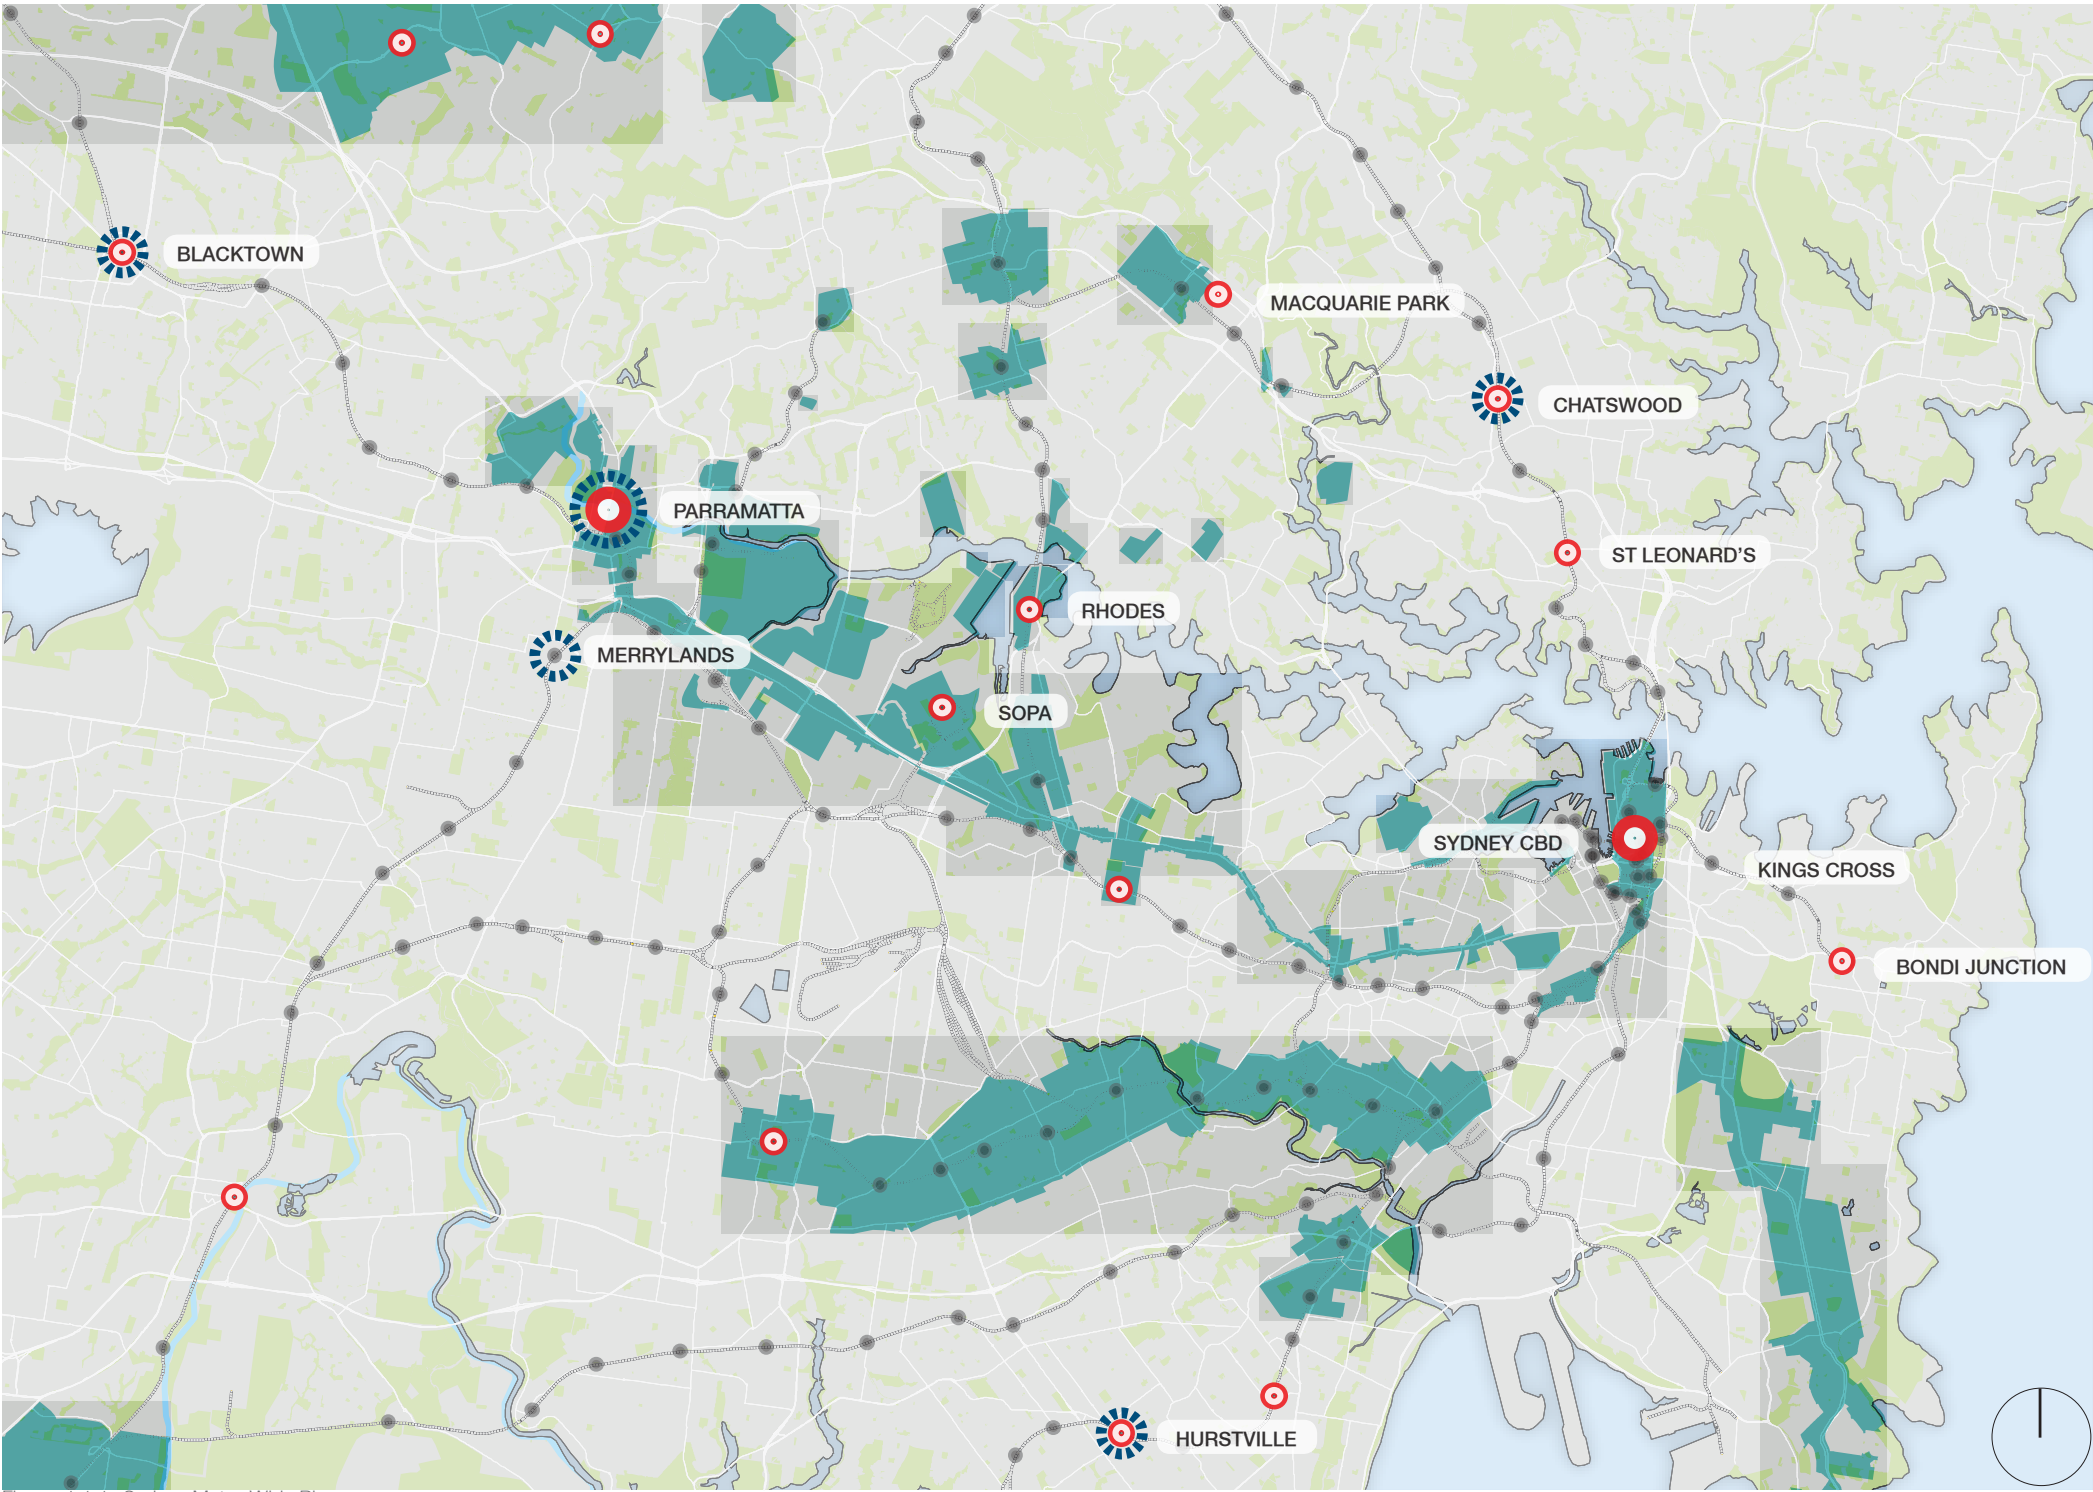 BLACKTOWN
MACQUARIE PARK
CHATSWOOD
PARRAMATTA
ST LEONARD'S
RHODES
MERRYLANDS
SOPA
SYDNEY CBD
KINGS CROSS
BONDI JUNCTION
HURSTVILLE